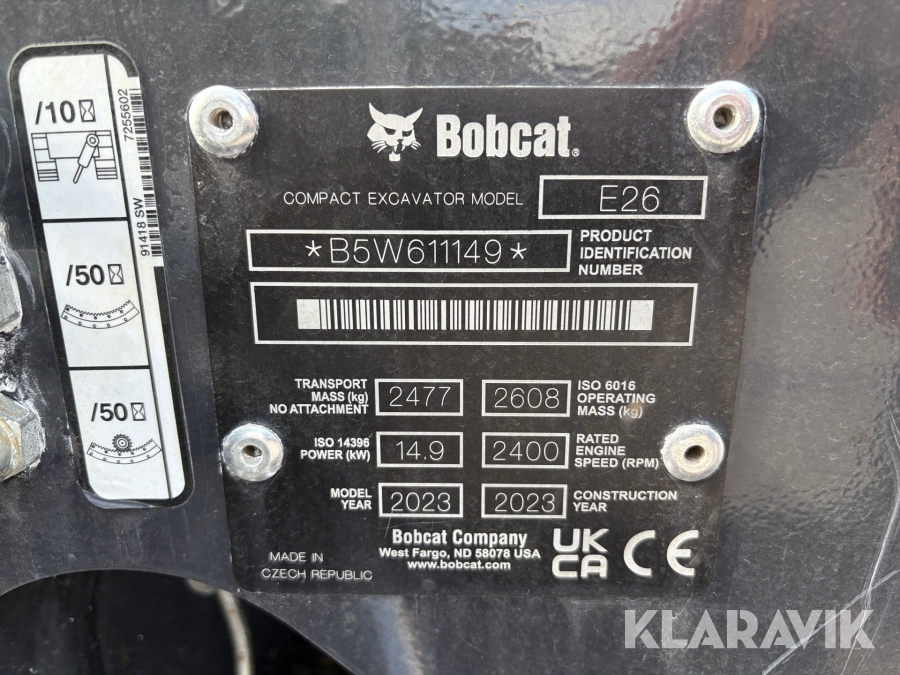 /10
/50
/50
7255602
91418 SW
Bobcat®
COMPACT EXCAVATOR MODEL E26
*B5W611149* PRODUCT IDENTIFICATION NUMBER
TRANSPORT MASS (kg) NO ATTACHMENT 2477 2608 ISO 6016 OPERATING MASS (kg)
ISO 14396 POWER (kW) 14.9 2400 RATED ENGINE SPEED (RPM)
MODEL YEAR 2023 2023 CONSTRUCTION YEAR
Bobcat Company
West Fargo, ND 58078 USA
www.bobcat.com
MADE IN
CZECH REPUBLIC
UK
CA CE
KLARAVIK